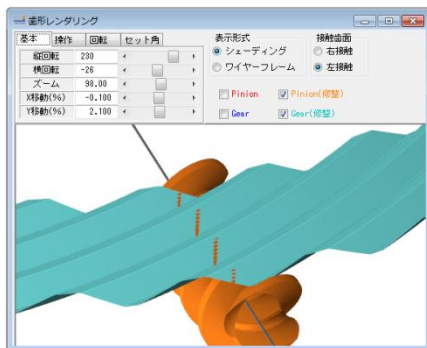 歯形レンダリング
基本 操作 回転 セット角
縦回転 230
横回転 -26
ズーム 98.00
X移動(%) -0.100
Y移動(%) 2.100
表示形式
シェーディング
ワイヤーフレーム
接触歯面
右接触
左接触
Pinion Pinion(修整)
Gear Gear(修整)